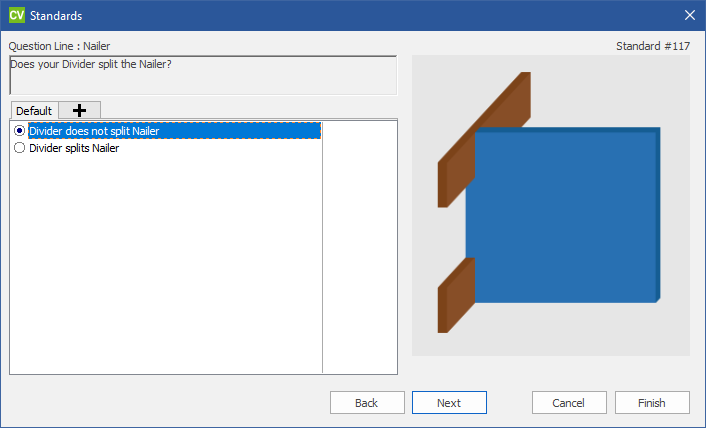 CV Standards
Question Line : Nailer
Standard #117
Does your Divider split the Nailer?
Default
Divider does not split Nailer
Divider splits Nailer
Back
Next
Cancel
Finish